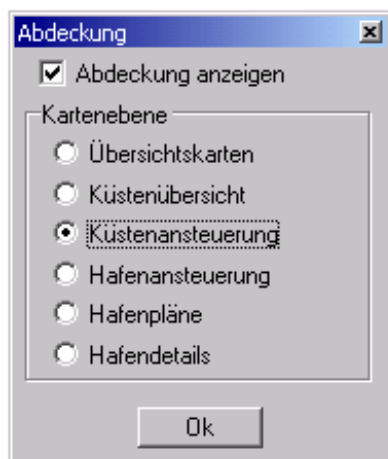 Abdeckung
Abdeckung anzeigen
Kartenebene
Übersichtskarten
Küstenübersicht
Küstenansteuerung
Hafenansteuerung
Hafenpläne
Hafendetails
Ok